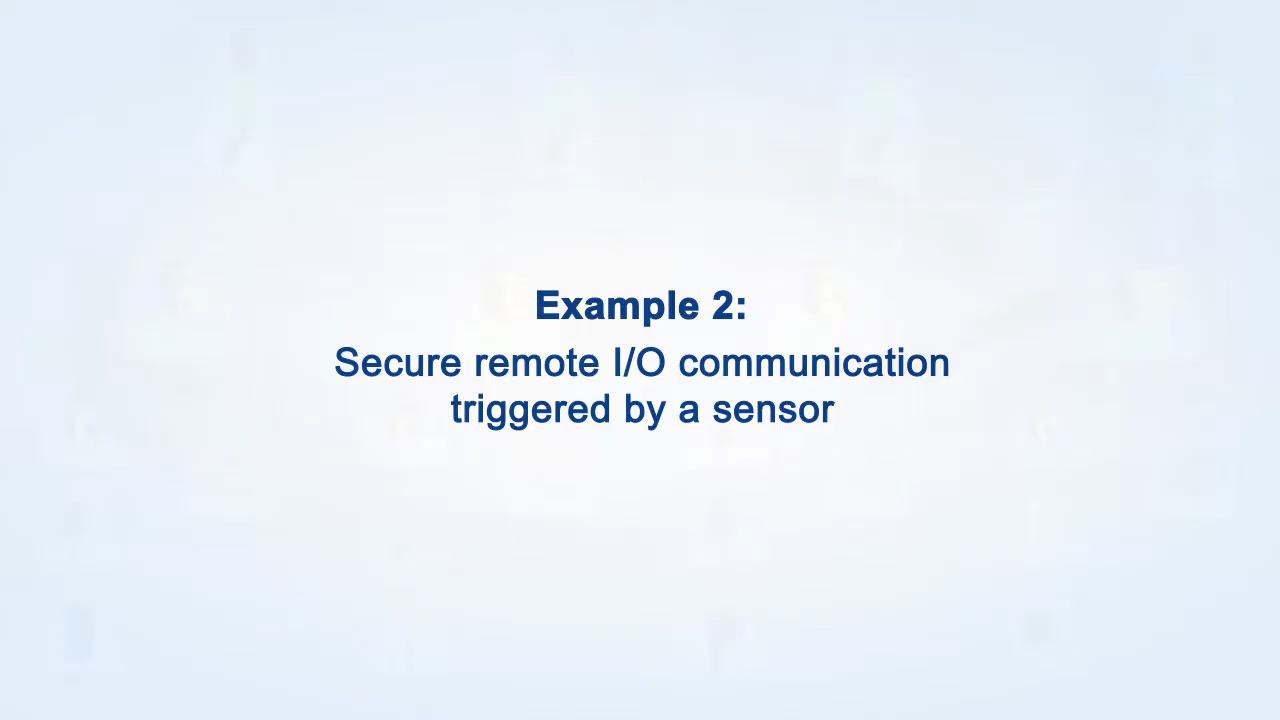 Example 2:
Secure remote I/O communication
triggered by a sensor